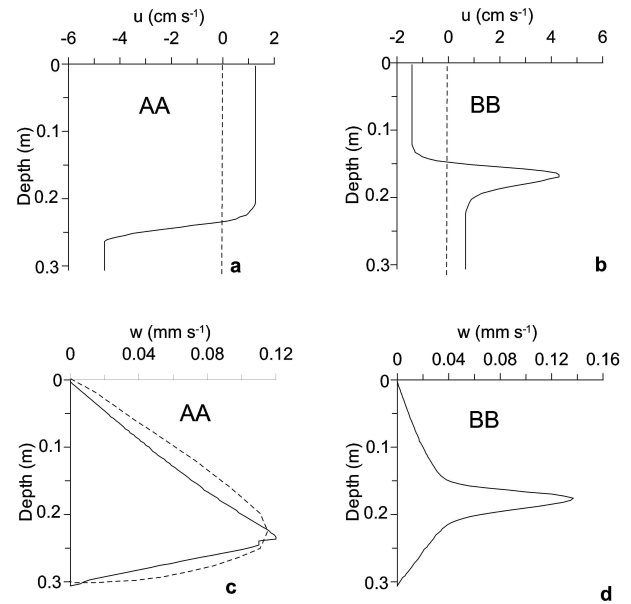 u (cm s-1)
-6 -4 -2 0 2
0
0.1
0.2
0.3
Depth (m)
AA
a
u (cm s-1)
-2 0 2 4 6
0
0.1
0.2
0.3
Depth (m)
BB
b
w (mm s-1)
0 0.04 0.08 0.12
0
0.1
0.2
0.3
Depth (m)
AA
c
w (mm s-1)
0 0.04 0.08 0.12 0.16
0
0.1
0.2
0.3
Depth (m)
BB
d